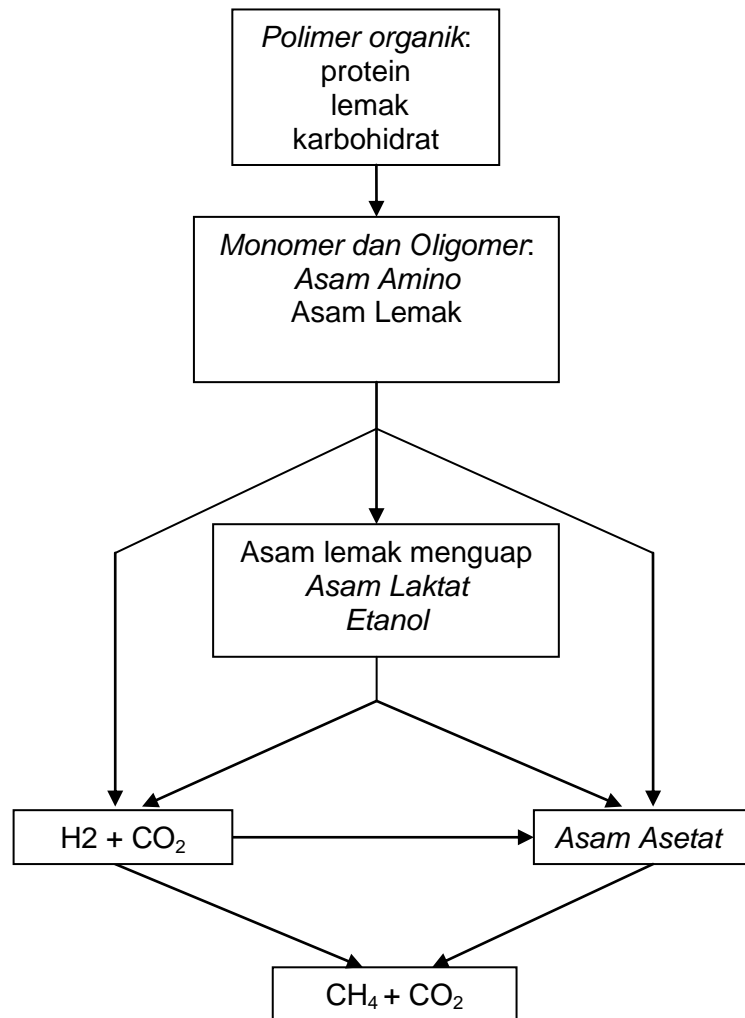 Polimer organik:
protein
lemak
karbohidrat
Monomer dan Oligomer:
Asam Amino
Asam Lemak
Asam lemak menguap
Asam Laktat
Etanol
H2 + CO₂
Asam Asetat
CH₄ + CO₂